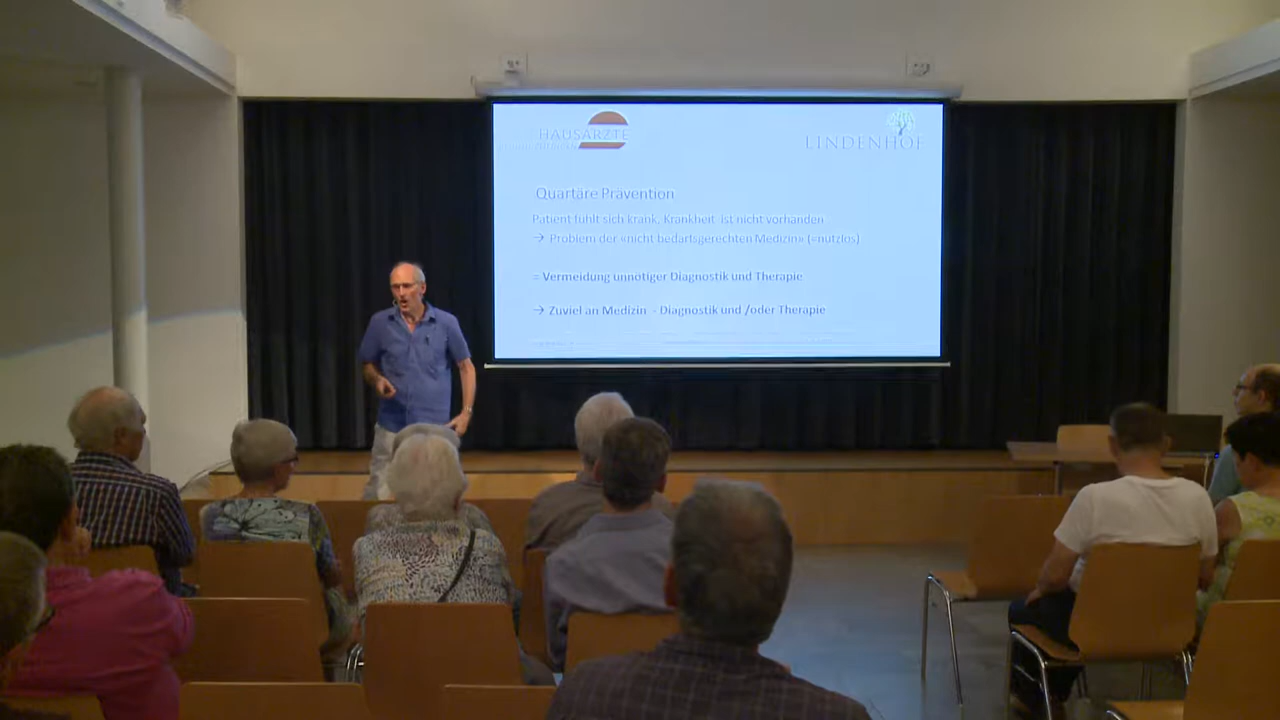 HAUSÄRZTE
LINDENHOF
Quartäre Prävention
Patient fühlt sich krank, Krankheit ist nicht vorhanden
→ Problem der «nicht bedarfsgerechten Medizin» (=nutzlos)
= Vermeidung unnötiger Diagnostik und Therapie
→ Zuviel an Medizin - Diagnostik und /oder Therapie